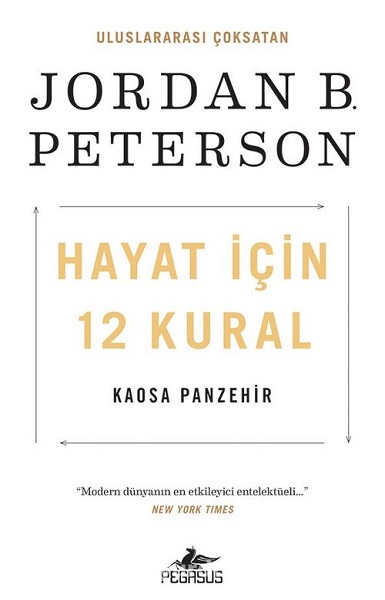 ULUSLARARASI ÇOKSATAN
JORDAN B.
PETERSON
HAYAT İÇİN
12 KURAL
KAOSA PANZEHİR
“Modern dünyanın en etkileyici entelektüeli...”
NEW YORK TIMES
PEGASUS